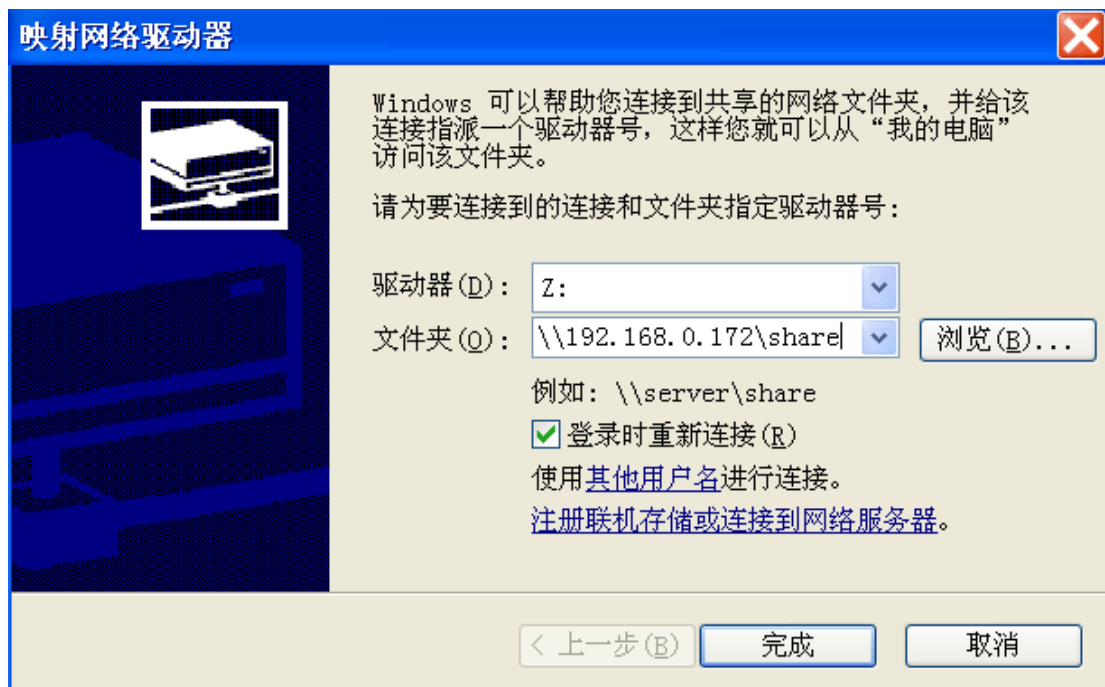 映射网络驱动器
Windows 可以帮助您连接到共享的网络文件夹，并给该
连接指派一个驱动器号，这样您就可以从“我的电脑”
访问该文件夹。
请为要连接到的连接和文件夹指定驱动器号：
驱动器(D)： Z:
文件夹(O)： \\192.168.0.172\share 浏览(B)...
例如: \\server\share
登录时重新连接(R)
使用其他用户名进行连接。
注册联机存储或连接到网络服务器。
< 上一步(B) 完成 取消